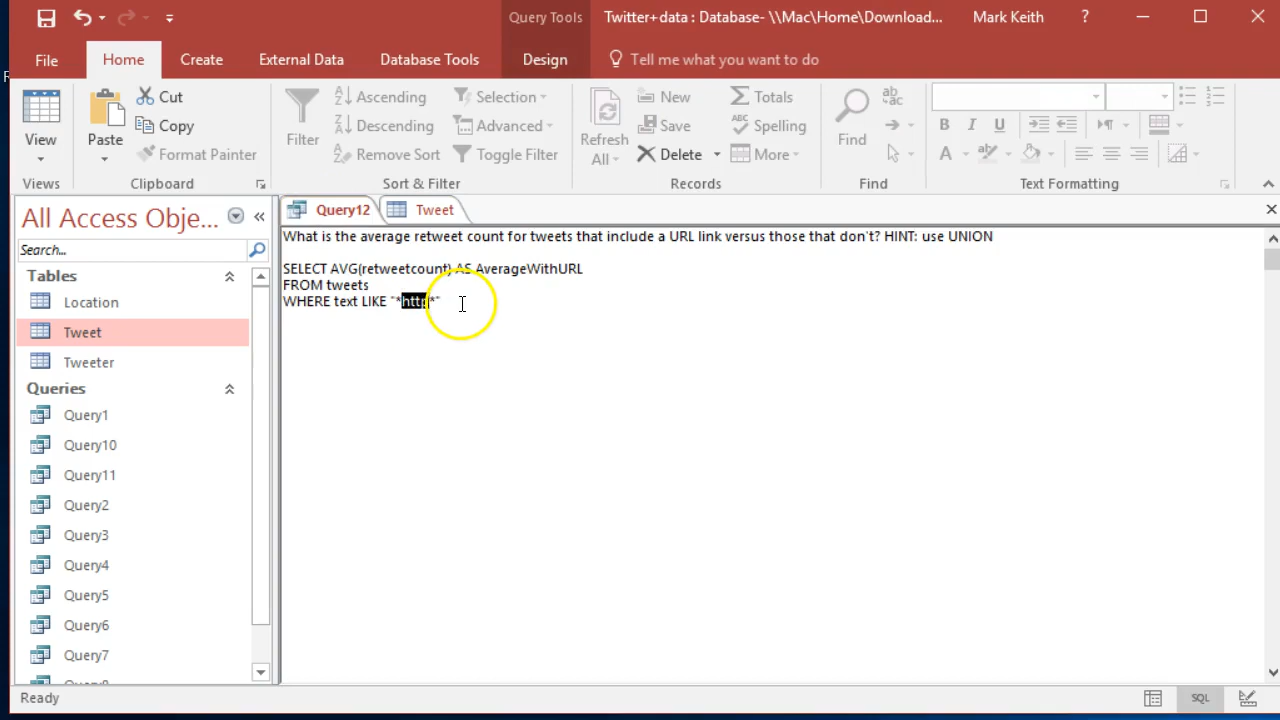 Query Tools
Twitter+data : Database- \\Mac\Home\Download...
Mark Keith
?
File
Home
Create
External Data
Database Tools
Design
Tell me what you want to do
View
Paste
Cut
Copy
Format Painter
Filter
Ascending
Descending
Remove Sort
Selection
Advanced
Toggle Filter
Refresh
All
New
Save
Delete
Totals
Spelling
More
Find
Views
Clipboard
Sort & Filter
Records
Find
Text Formatting
All Access Obje...
Search...
Tables
Location
Tweet
Tweeter
Queries
Query1
Query10
Query11
Query2
Query3
Query4
Query5
Query6
Query7
Query12
Tweet
What is the average retweet count for tweets that include a URL link versus those that don't? HINT: use UNION
SELECT AVG(retweetcount) AS AverageWithURL
FROM tweets
WHERE text LIKE "*http*"
Ready
SQL